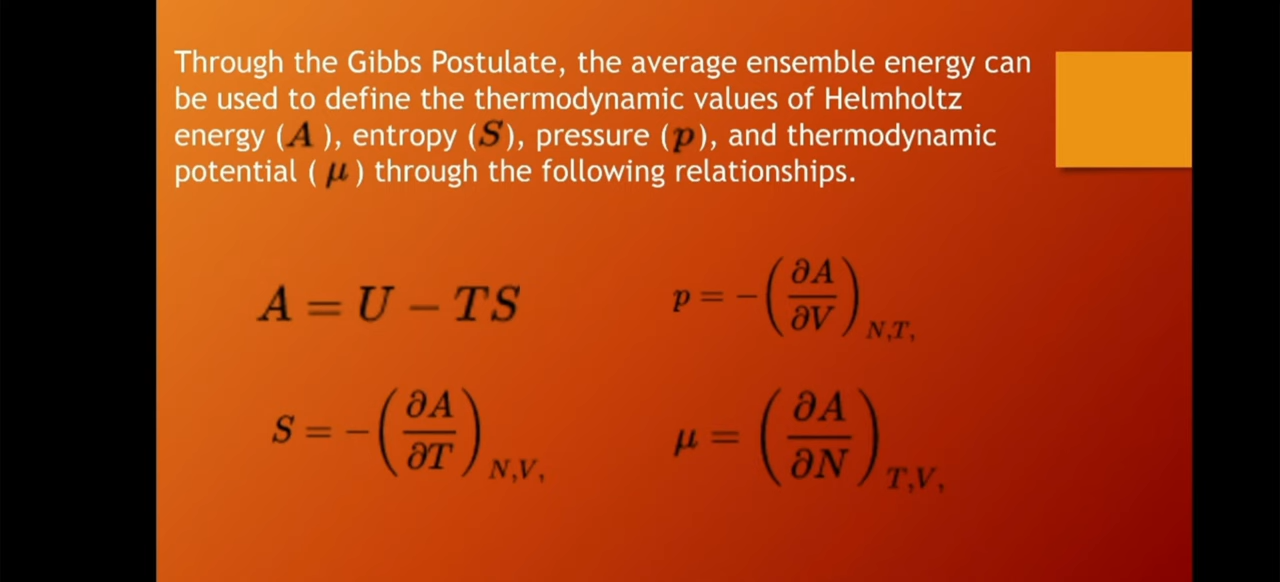 Through the Gibbs Postulate, the average ensemble energy can
be used to define the thermodynamic values of Helmholtz
energy (A), entropy (S), pressure (p), and thermodynamic
potential (μ) through the following relationships.
A = U − TS
p = −(∂A/∂V)N,T,
S = −(∂A/∂T)N,V,
μ = (∂A/∂N)T,V,